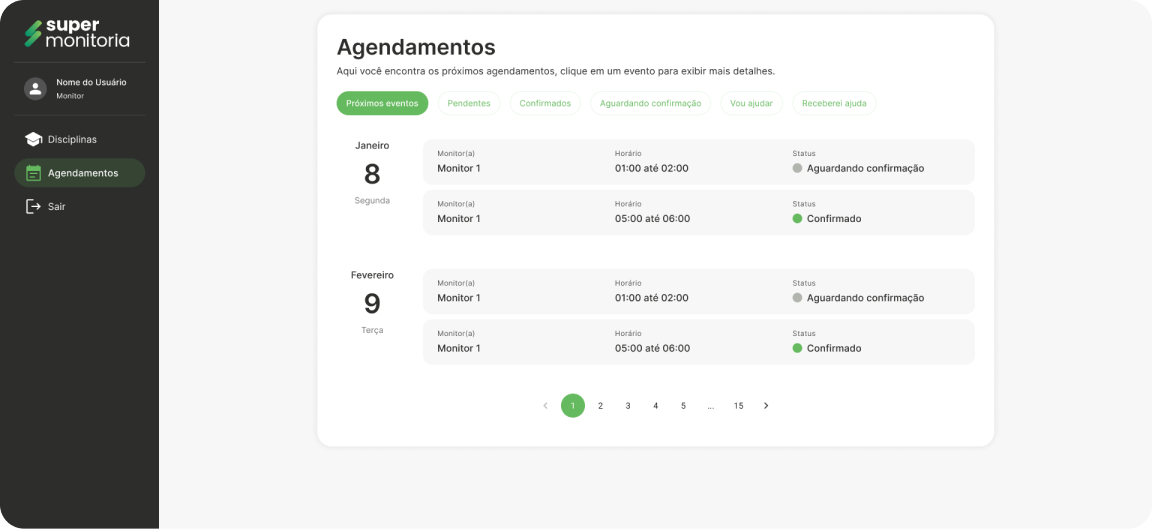 super
monitoria
Nome do Usuário
Monitor
Disciplinas
Agendamentos
Sair
Agendamentos
Aqui você encontra os próximos agendamentos, clique em um evento para exibir mais detalhes.
Próximos eventos Pendentes Confirmados Aguardando confirmação Vou ajudar Receberei ajuda
Janeiro
8
Segunda
Monitor(a) Horário Status
Monitor 1 01:00 até 02:00 Aguardando confirmação
Monitor(a) Horário Status
Monitor 1 05:00 até 06:00 Confirmado
Fevereiro
9
Terça
Monitor(a) Horário Status
Monitor 1 01:00 até 02:00 Aguardando confirmação
Monitor(a) Horário Status
Monitor 1 05:00 até 06:00 Confirmado
1 2 3 4 5 ... 15